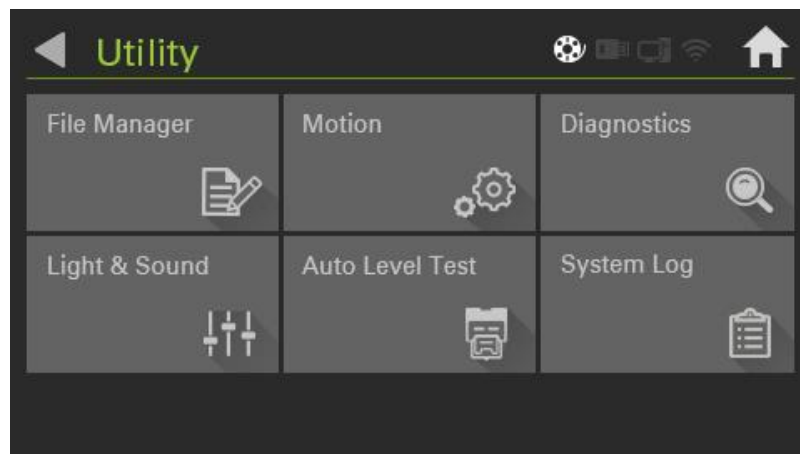 Utility
File Manager
Motion
Diagnostics
Light & Sound
Auto Level Test
System Log